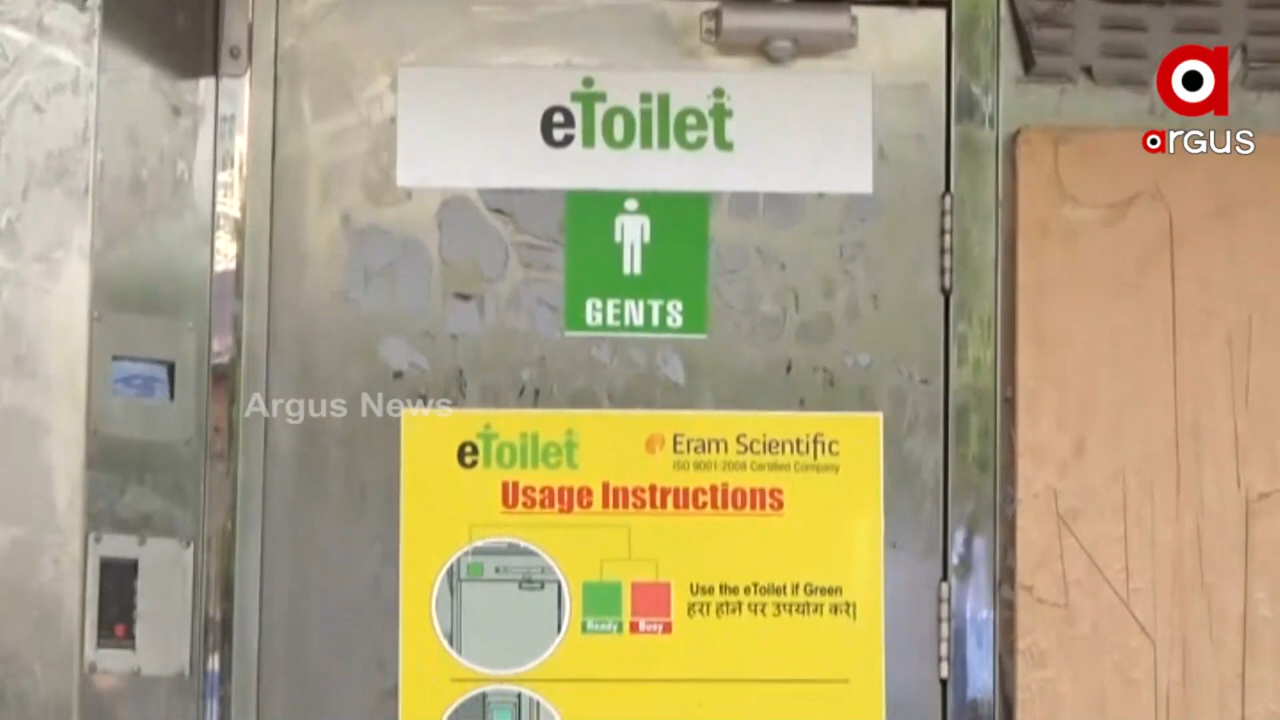 eToilet
argus
GENTS
Argus News
eToilet
Eram Scientific
ISO 9001:2008 Certified Company
Usage Instructions
Use the eToilet if Green
हरा होने पर उपयोग करें|
Ready
Busy